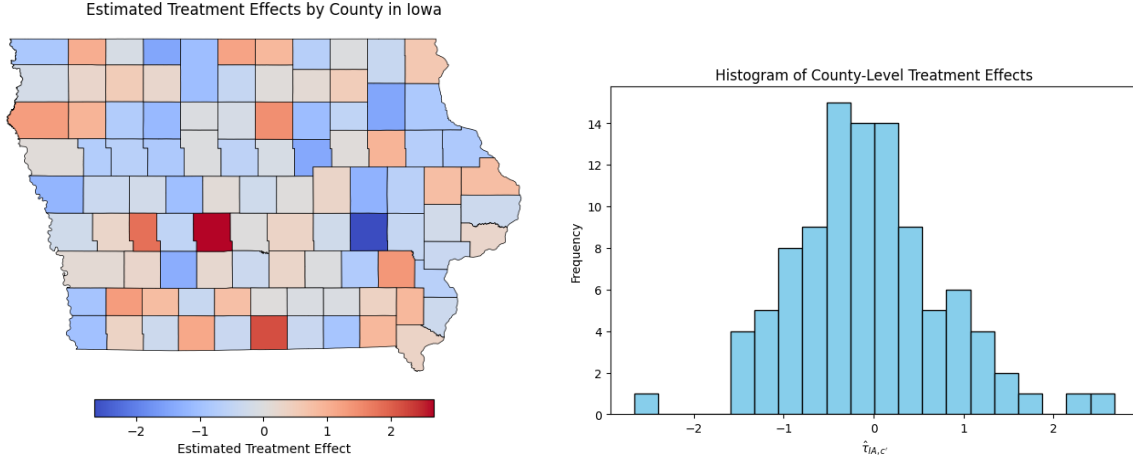 Estimated Treatment Effects by County in Iowa
−2 −1 0 1 2
Estimated Treatment Effect
Histogram of County-Level Treatment Effects
14
12
10
8
6
4
2
0
Frequency
−2 −1 0 1 2
τ̂IA,c′